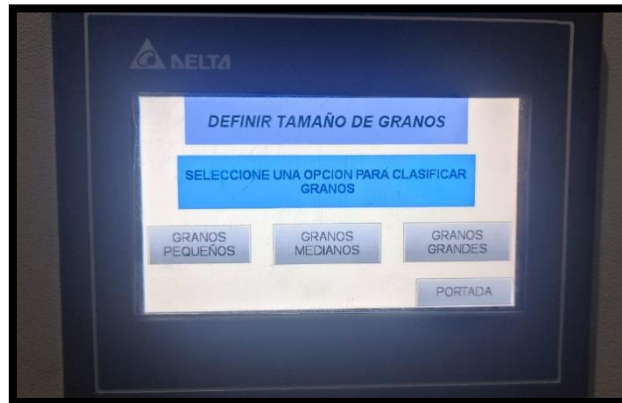 DELTA
DEFINIR TAMAÑO DE GRANOS
SELECCIONE UNA OPCION PARA CLASIFICAR
GRANOS
GRANOS
PEQUEÑOS
GRANOS
MEDIANOS
GRANOS
GRANDES
PORTADA